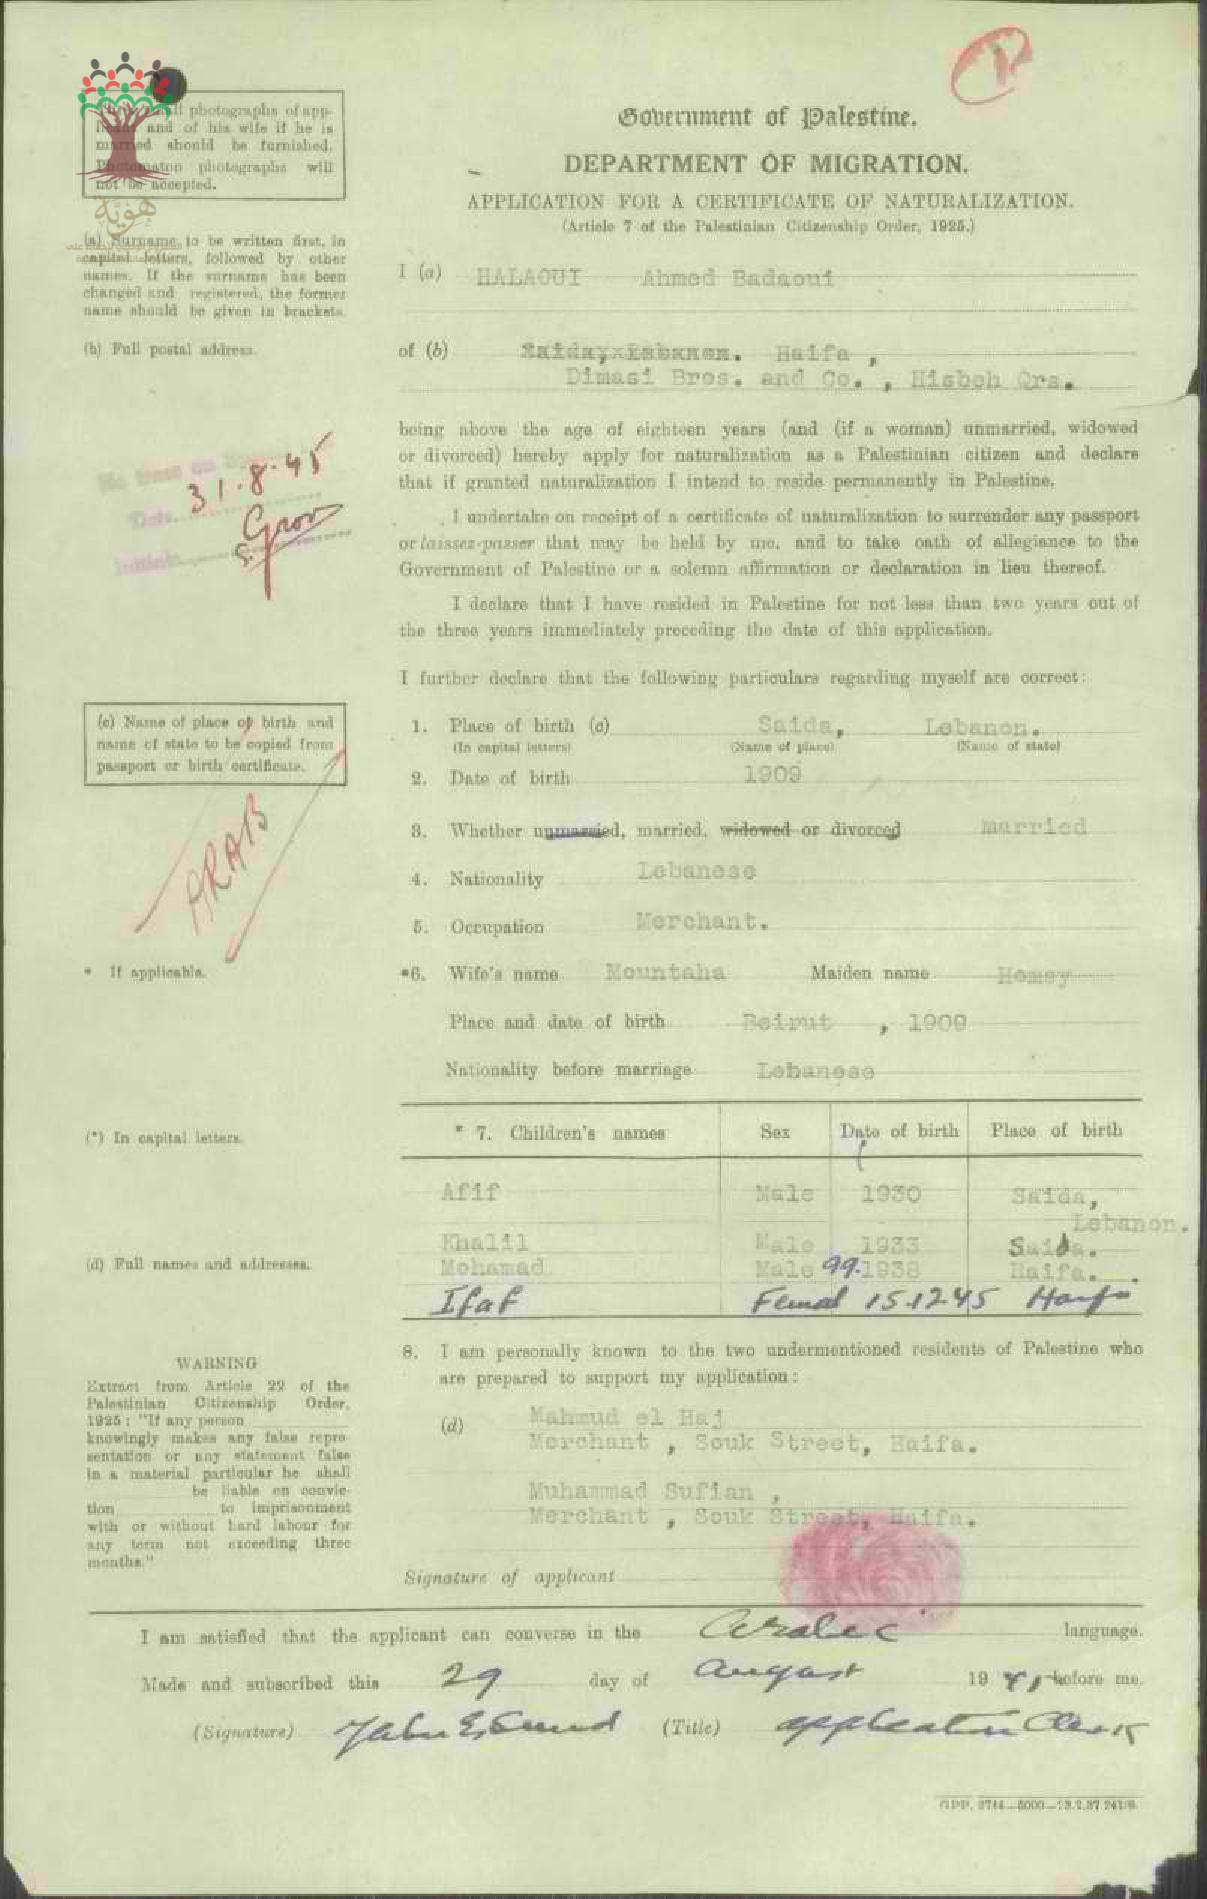 Three small photographs of app-
licant and of his wife if he is
married should be furnished.
Photomaton photographs will
not be accepted.
هوية
Government of Palestine.
DEPARTMENT OF MIGRATION.
APPLICATION FOR A CERTIFICATE OF NATURALIZATION.
(Article 7 of the Palestinian Citizenship Order, 1925.)
(a) Surname to be written first, in
capital letters, followed by other
names. If the surname has been
changed and registered, the former
name should be given in brackets.
I (a) HALAOUI Ahmed Badaoui
(b) Full postal address.
of (b) Saida, Lebanon. Haifa ,
Dimasi Bros. and Co. , Hisbeh Qrs.
being above the age of eighteen years (and (if a woman) unmarried, widowed
or divorced) hereby apply for naturalization as a Palestinian citizen and declare
that if granted naturalization I intend to reside permanently in Palestine.
No trace on
Date 31.8.45
Initials
I undertake on receipt of a certificate of naturalization to surrender any passport
or laissez-passer that may be held by me, and to take oath of allegiance to the
Government of Palestine or a solemn affirmation or declaration in lieu thereof.
I declare that I have resided in Palestine for not less than two years out of
the three years immediately preceding the date of this application.
I further declare that the following particulars regarding myself are correct:
(c) Name of place of birth and
name of state to be copied from
passport or birth certificate.
ARAB
1. Place of birth (c) Saida, Lebanon.
(In capital letters) (Name of place) (Name of state)
2. Date of birth 1909
3. Whether unmarried, married, widowed or divorced married
4. Nationality Lebanese
5. Occupation Merchant.
* If applicable.
*6. Wife's name Mountaha Maiden name Homsy
Place and date of birth Beirut , 1909
Nationality before marriage Lebanese
(*) In capital letters.
* 7. Children's names Sex Date of birth Place of birth
Afif Male 1930 Saida,
Lebanon.
Khalil Male 1933 Saida.
(d) Full names and addresses.
Mohamad Male 9.9.1938 Haifa.
Ifaf Femal 15.12.45 Haifa
8. I am personally known to the two undermentioned residents of Palestine who
are prepared to support my application:
(d) Mahmud el Haj
Merchant , Souk Street, Haifa.
Muhammad Sufian ,
Merchant , Souk Street, Haifa.
WARNING
Extract from Article 22 of the
Palestinian Citizenship Order,
1925: "If any person
knowingly makes any false repre-
sentation or any statement false
in a material particular he shall
be liable on convic-
tion to imprisonment
with or without hard labour for
any term not exceeding three
months."
Signature of applicant
I am satisfied that the applicant can converse in the Arabic language.
Made and subscribed this 29 day of August 19 before me.
(Signature) (Title) application Clerk